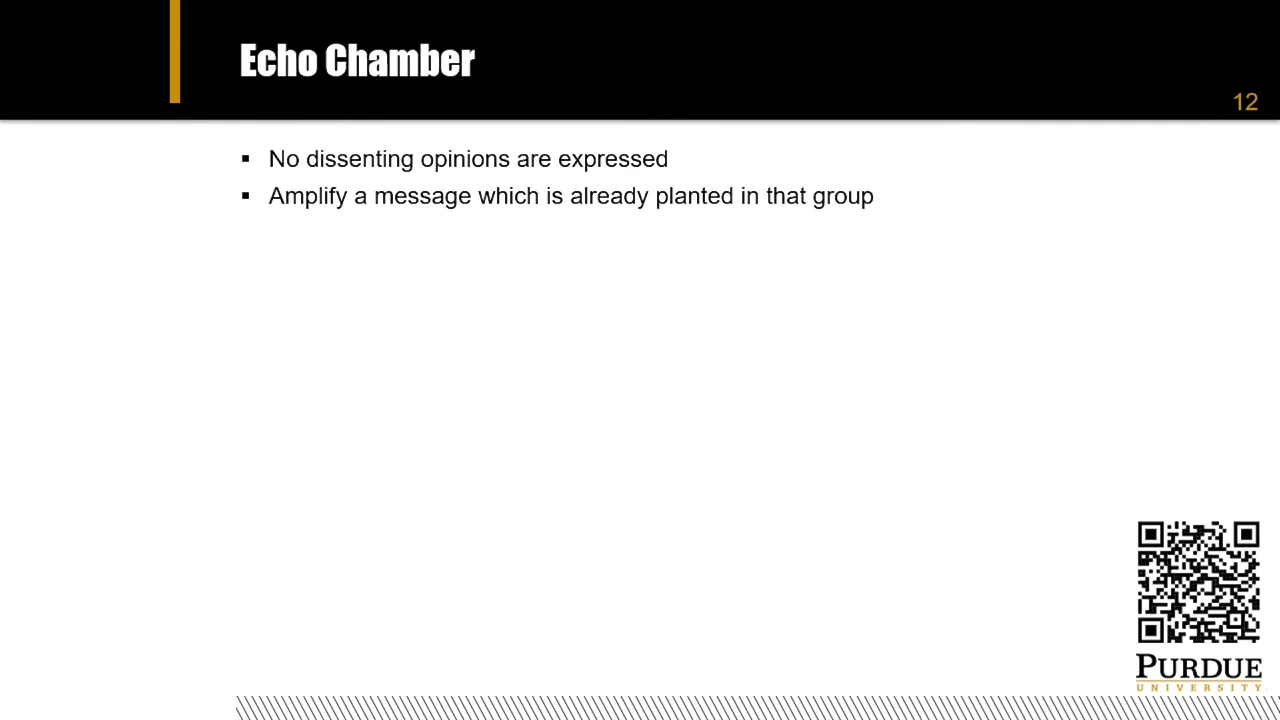 Echo Chamber
12
▪ No dissenting opinions are expressed
▪ Amplify a message which is already planted in that group
PURDUE
UNIVERSITY